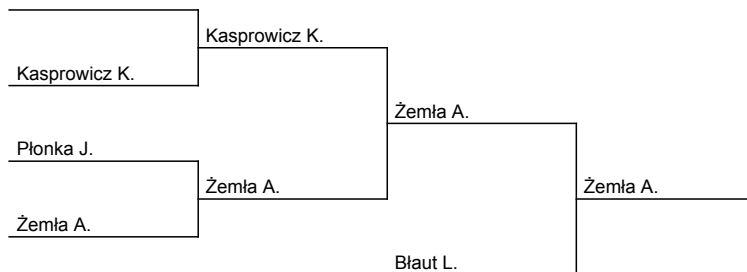 Kasprowicz K.
Kasprowicz K.
Żemła A.
Płonka J.
Żemła A.
Żemła A.
Żemła A.
Błaut L.